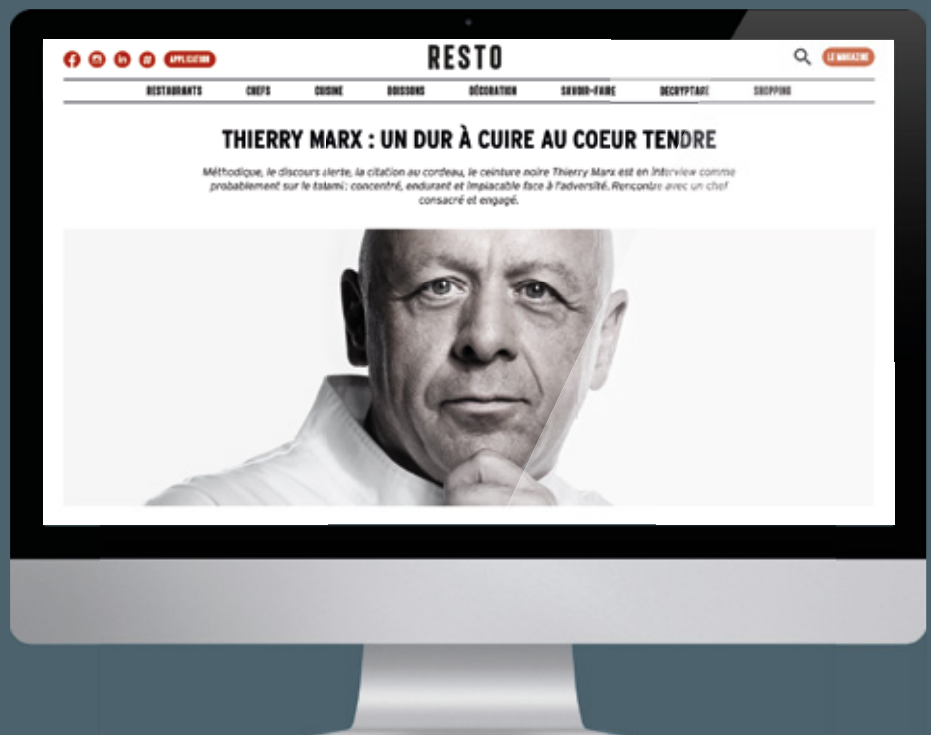 APPLICATION
RESTO
LE MAGAZINE
RESTAURANTS CHEFS CUISINE BOISSONS DÉCORATION SAVOIR-FAIRE DÉCRYPTAGE SHOPPING
THIERRY MARX : UN DUR À CUIRE AU COEUR TENDRE
Méthodique, le discours alerte, la citation au cordeau, le ceinture noire Thierry Marx est en interview comme
probablement sur le tatami : concentré, endurant et implacable face à l'adversité. Rencontre avec un chef
consacré et engagé.